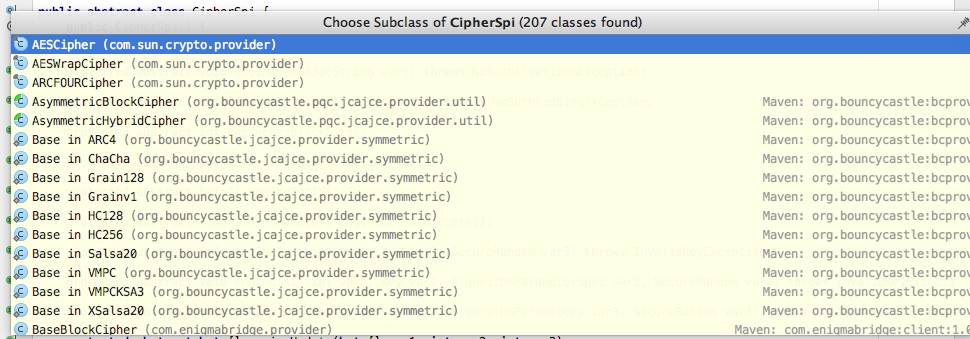 public abstract class CipherSpi {
Choose Subclass of CipherSpi (207 classes found)
AESCipher (com.sun.crypto.provider)
AESWrapCipher (com.sun.crypto.provider)
ARCFOURCipher (com.sun.crypto.provider)
AsymmetricBlockCipher (org.bouncycastle.pqc.jcajce.provider.util) Maven: org.bouncycastle:bcprov
AsymmetricHybridCipher (org.bouncycastle.pqc.jcajce.provider.util) Maven: org.bouncycastle:bcprov
Base in ARC4 (org.bouncycastle.jcajce.provider.symmetric) Maven: org.bouncycastle:bcprov
Base in ChaCha (org.bouncycastle.jcajce.provider.symmetric) Maven: org.bouncycastle:bcprov
Base in Grain128 (org.bouncycastle.jcajce.provider.symmetric) Maven: org.bouncycastle:bcprov
Base in Grainv1 (org.bouncycastle.jcajce.provider.symmetric) Maven: org.bouncycastle:bcprov
Base in HC128 (org.bouncycastle.jcajce.provider.symmetric) Maven: org.bouncycastle:bcprov
Base in HC256 (org.bouncycastle.jcajce.provider.symmetric) Maven: org.bouncycastle:bcprov
Base in Salsa20 (org.bouncycastle.jcajce.provider.symmetric) Maven: org.bouncycastle:bcprov
Base in VMPC (org.bouncycastle.jcajce.provider.symmetric) Maven: org.bouncycastle:bcprov
Base in VMPCKSA3 (org.bouncycastle.jcajce.provider.symmetric) Maven: org.bouncycastle:bcprov
Base in XSalsa20 (org.bouncycastle.jcajce.provider.symmetric) Maven: org.bouncycastle:bcprov
BaseBlockCipher (com.enigmabridge.provider) Maven: com.enigmabridge:client:1.0